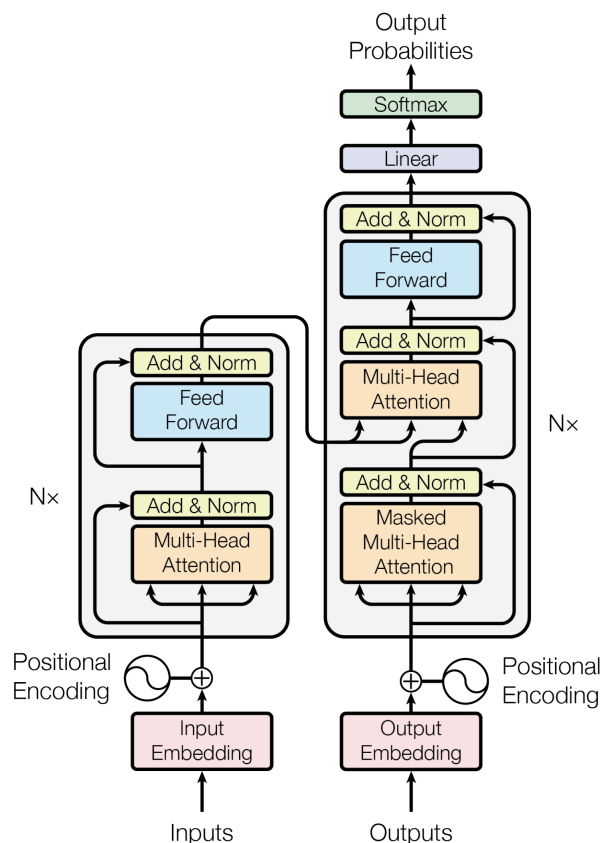 Output
Probabilities
Softmax
Linear
Add & Norm
Feed
Forward
Add & Norm
Multi-Head
Attention
Add & Norm
Masked
Multi-Head
Attention
Nx
Add & Norm
Feed
Forward
Add & Norm
Multi-Head
Attention
N×
Positional
Encoding
Positional
Encoding
Input
Embedding
Output
Embedding
Inputs
Outputs